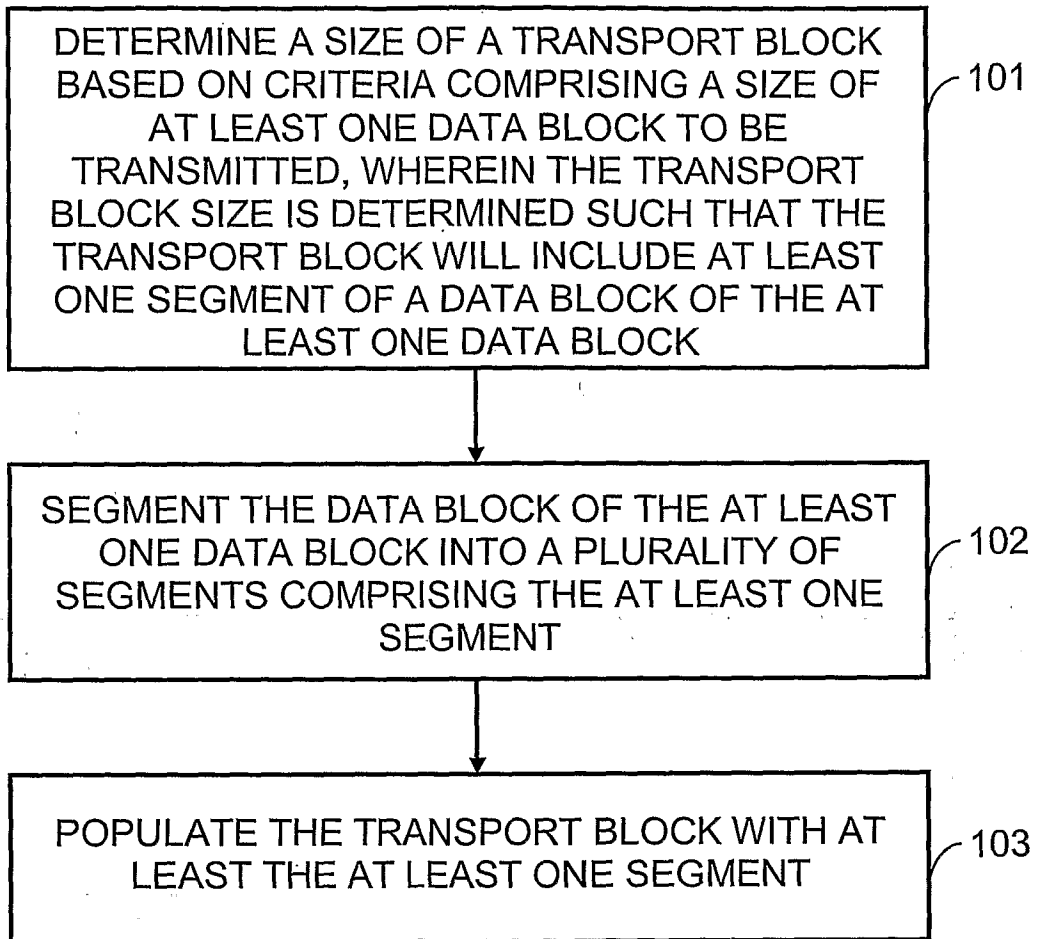 DETERMINE A SIZE OF A TRANSPORT BLOCK
BASED ON CRITERIA COMPRISING A SIZE OF
AT LEAST ONE DATA BLOCK TO BE
TRANSMITTED, WHEREIN THE TRANSPORT
BLOCK SIZE IS DETERMINED SUCH THAT THE
TRANSPORT BLOCK WILL INCLUDE AT LEAST
ONE SEGMENT OF A DATA BLOCK OF THE AT
LEAST ONE DATA BLOCK
101
SEGMENT THE DATA BLOCK OF THE AT LEAST
ONE DATA BLOCK INTO A PLURALITY OF
SEGMENTS COMPRISING THE AT LEAST ONE
SEGMENT
102
POPULATE THE TRANSPORT BLOCK WITH AT
LEAST THE AT LEAST ONE SEGMENT
103